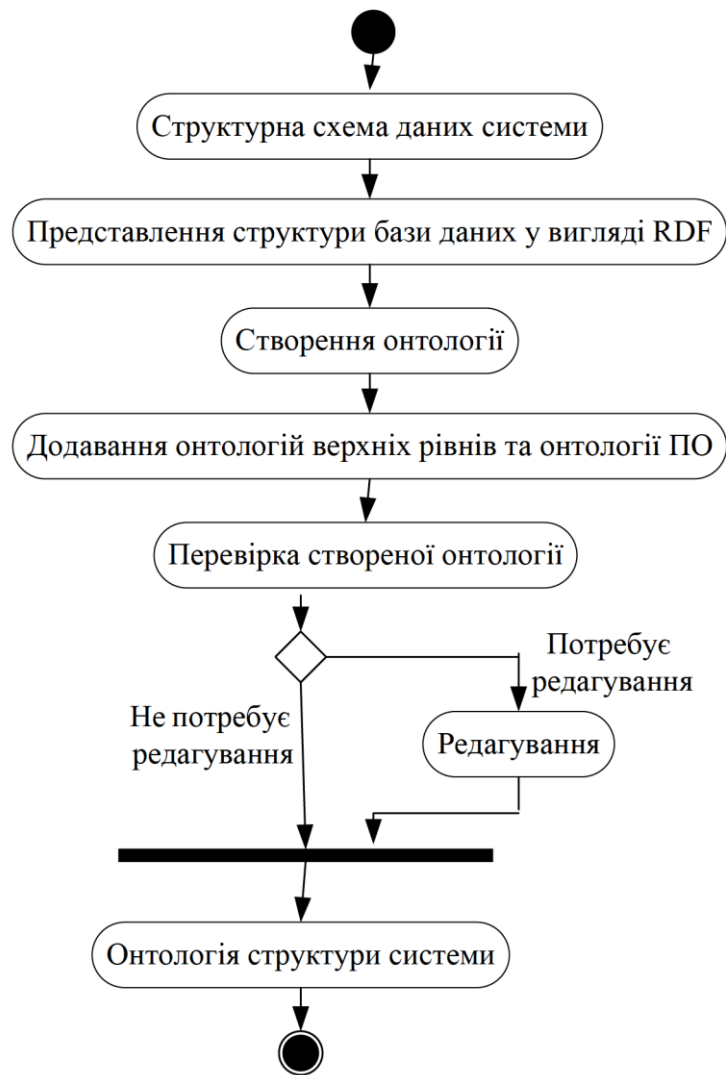 Структурна схема даних системи
Представлення структури бази даних у вигляді RDF
Створення онтології
Додавання онтологій верхніх рівнів та онтології ПО
Перевірка створеної онтології
Потребує
редагування
Не потребує
редагування
Редагування
Онтологія структури системи